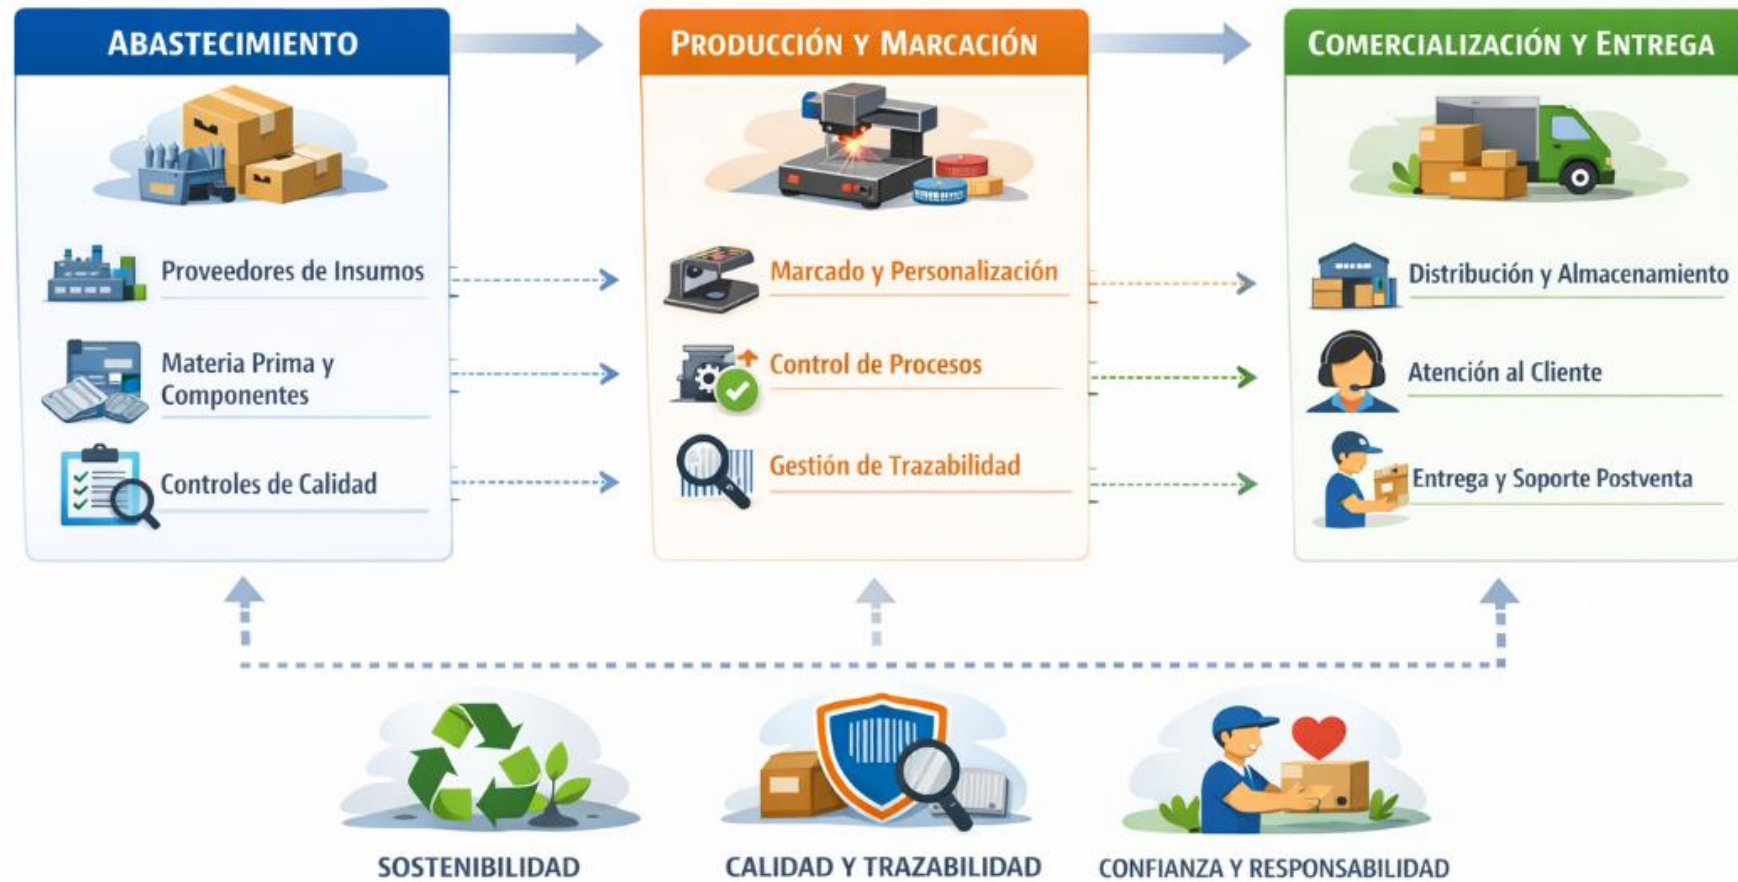 ABASTECIMIENTO
PRODUCCIÓN Y MARCACIÓN
COMERCIALIZACIÓN Y ENTREGA
Proveedores de Insumos
Materia Prima y
Componentes
Controles de Calidad
Marcado y Personalización
Control de Procesos
Gestión de Trazabilidad
Distribución y Almacenamiento
Atención al Cliente
Entrega y Soporte Postventa
SOSTENIBILIDAD
CALIDAD Y TRAZABILIDAD
CONFIANZA Y RESPONSABILIDAD